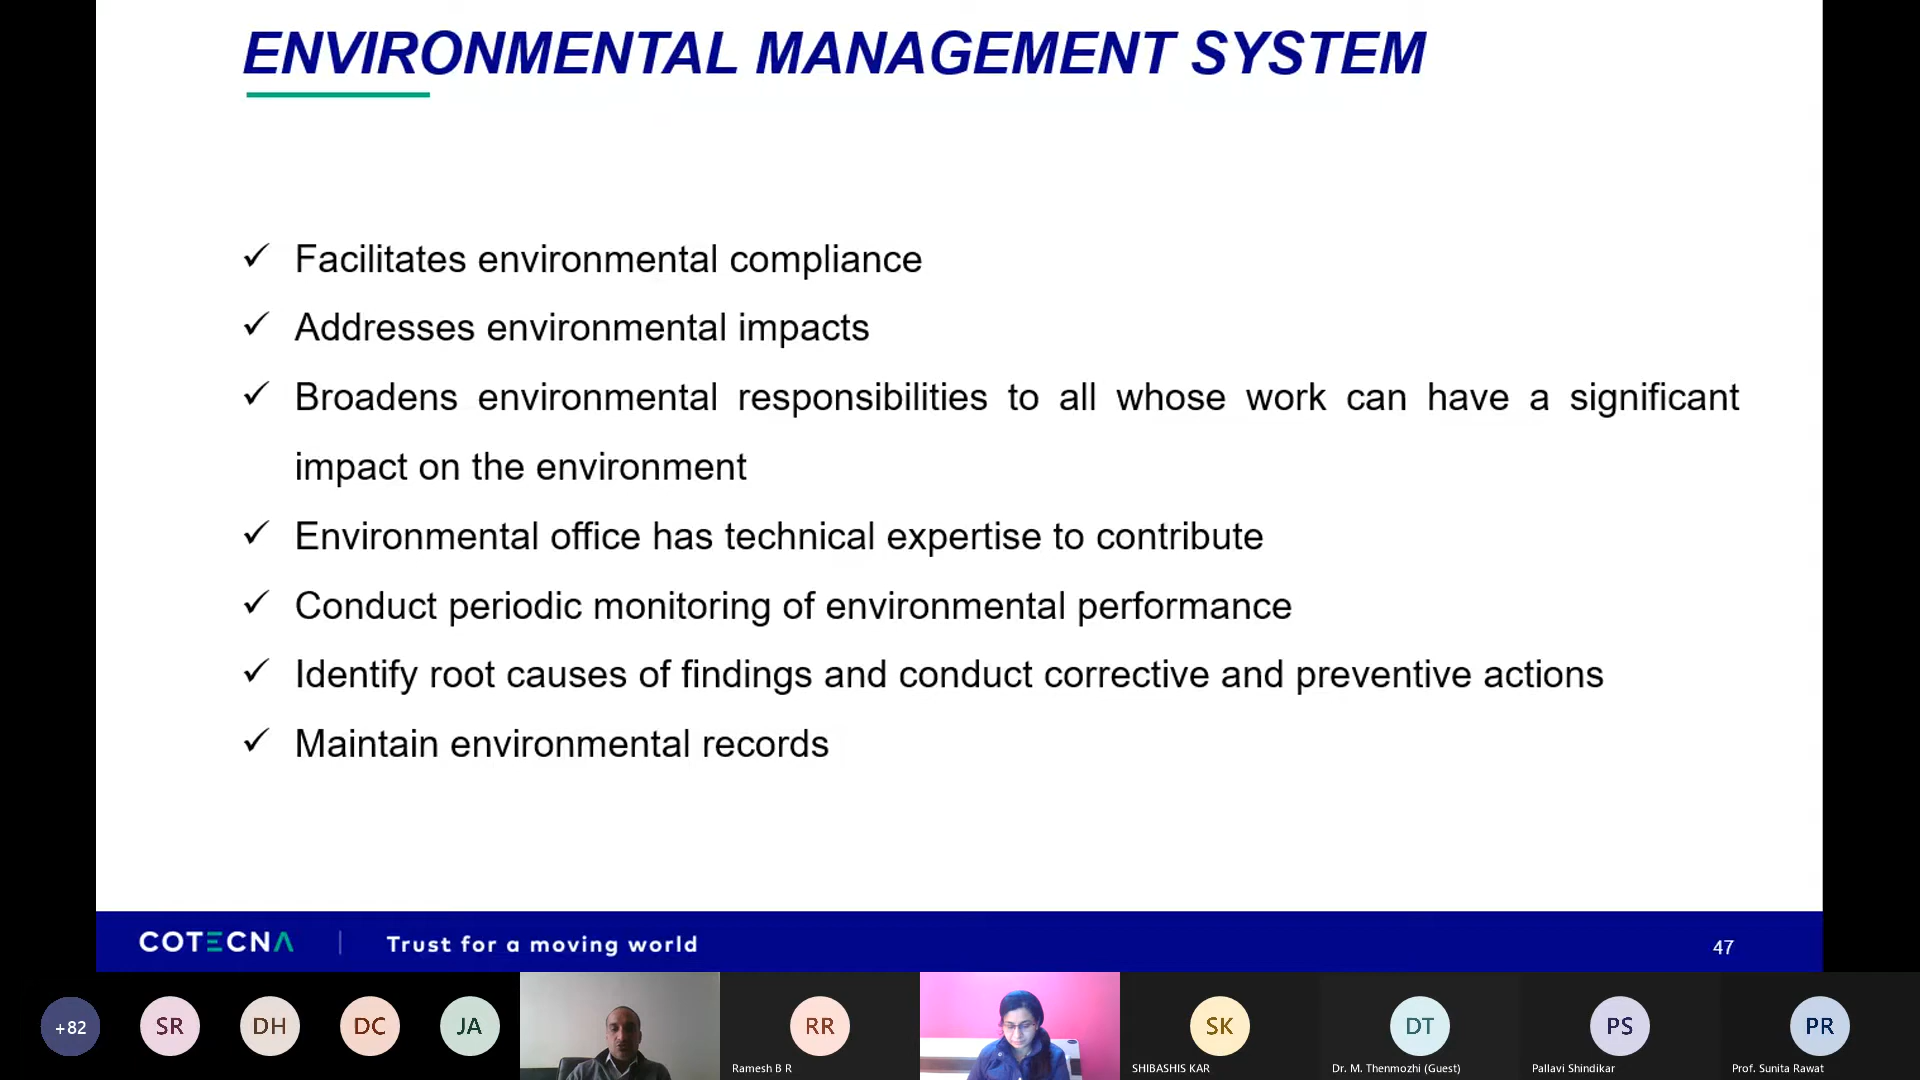 ENVIRONMENTAL MANAGEMENT SYSTEM
✓ Facilitates environmental compliance
✓ Addresses environmental impacts
✓ Broadens environmental responsibilities to all whose work can have a significant
impact on the environment
✓ Environmental office has technical expertise to contribute
✓ Conduct periodic monitoring of environmental performance
✓ Identify root causes of findings and conduct corrective and preventive actions
✓ Maintain environmental records
COTECNA | Trust for a moving world 47
+82 SR DH DC JA RR SK DT PS PR
Ramesh B R SHIBASHIS KAR Dr. M. Thenmozhi (Guest) Pallavi Shindikar Prof. Sunita Rawat